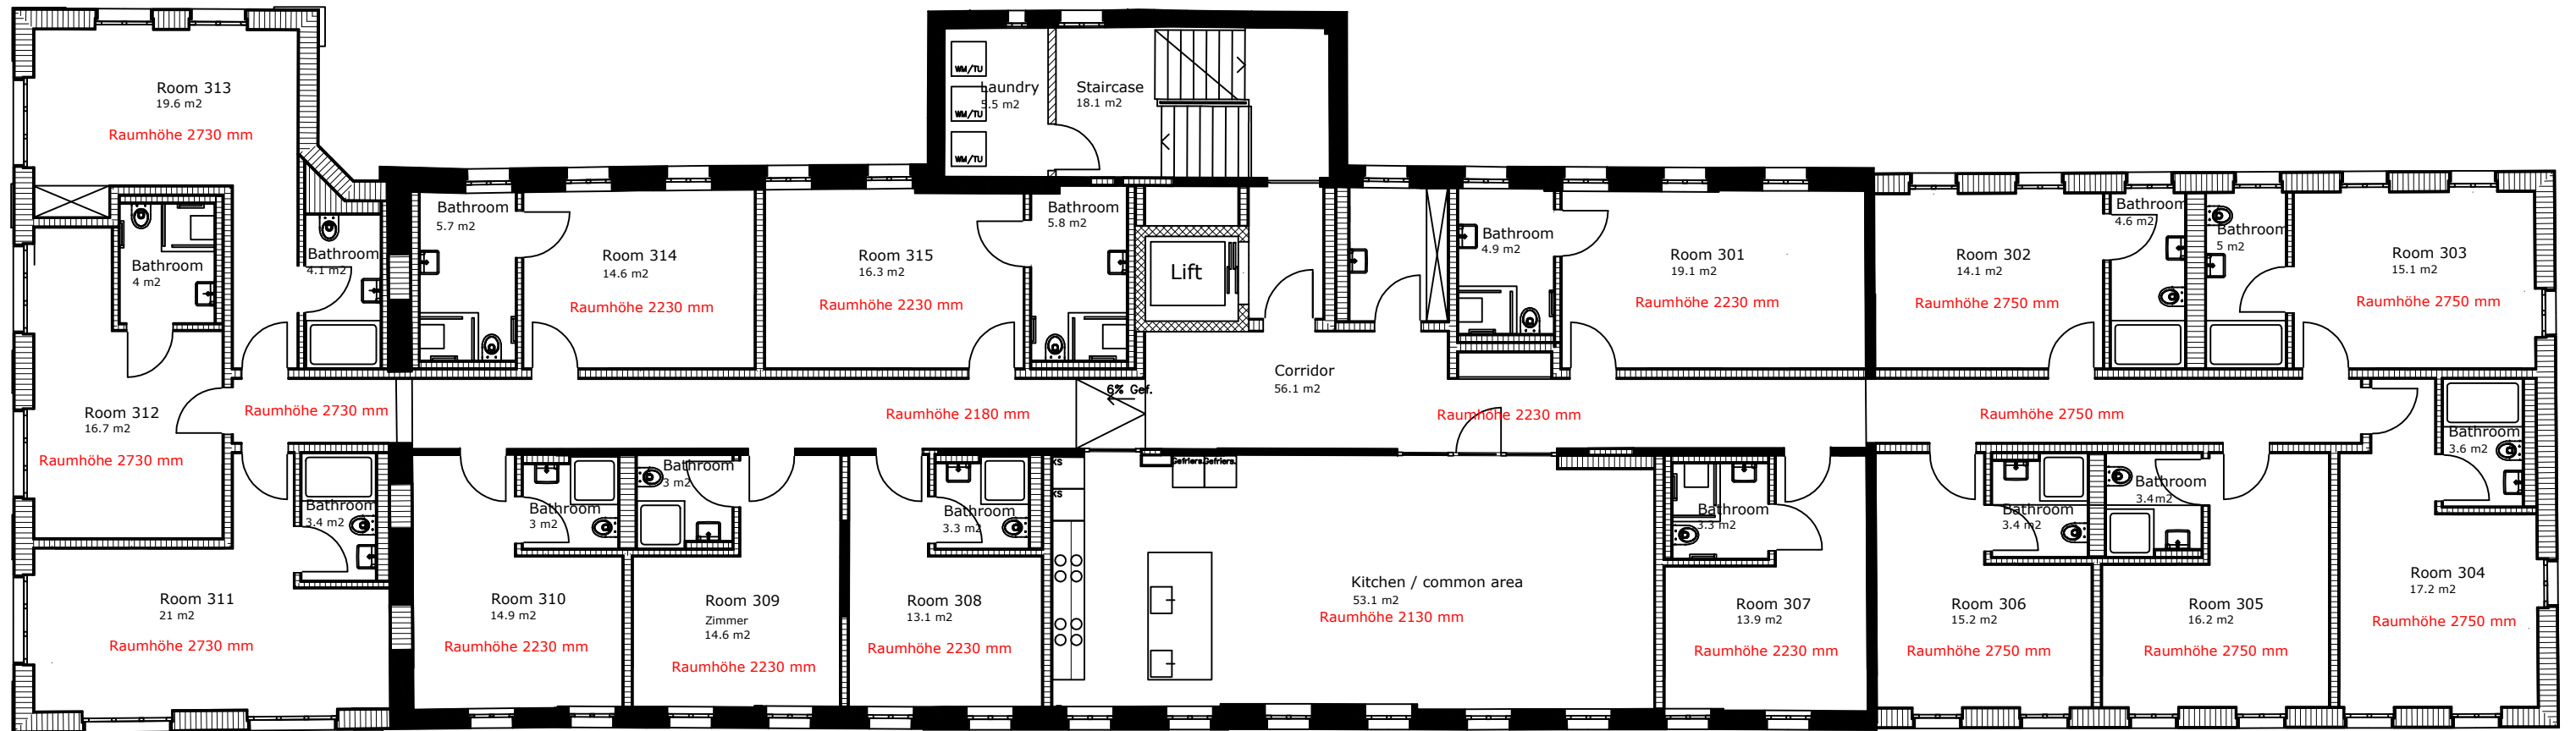 Room 313
19.6 m2
Raumhöhe 2730 mm
WM/TU
WM/TU
WM/TU
Laundry
5.5 m2
Staircase
18.1 m2
Bathroom
4 m2
Bathroom
4.1 m2
Bathroom
5.7 m2
Room 314
14.6 m2
Raumhöhe 2230 mm
Room 315
16.3 m2
Raumhöhe 2230 mm
Bathroom
5.8 m2
Lift
Bathroom
4.9 m2
Room 301
19.1 m2
Raumhöhe 2230 mm
Room 302
14.1 m2
Raumhöhe 2750 mm
Bathroom
4.6 m2
Bathroom
5 m2
Room 303
15.1 m2
Raumhöhe 2750 mm
Room 312
16.7 m2
Raumhöhe 2730 mm
Raumhöhe 2730 mm
Raumhöhe 2180 mm
6% Gef.
Corridor
56.1 m2
Raumhöhe 2230 mm
Raumhöhe 2750 mm
Bathroom
3.6 m2
Bathroom
3.4 m2
Room 311
21 m2
Raumhöhe 2730 mm
Bathroom
3 m2
Room 310
14.9 m2
Raumhöhe 2230 mm
Bathroom
3 m2
Room 309
Zimmer
14.6 m2
Raumhöhe 2230 mm
Bathroom
3.3 m2
Room 308
13.1 m2
Raumhöhe 2230 mm
KS
KS
Gefriers.
Gefriers.
Kitchen / common area
53.1 m2
Raumhöhe 2130 mm
Bathroom
3.3 m2
Room 307
13.9 m2
Raumhöhe 2230 mm
Bathroom
3.4 m2
Room 306
15.2 m2
Raumhöhe 2750 mm
Bathroom
3.4m2
Room 305
16.2 m2
Raumhöhe 2750 mm
Room 304
17.2 m2
Raumhöhe 2750 mm